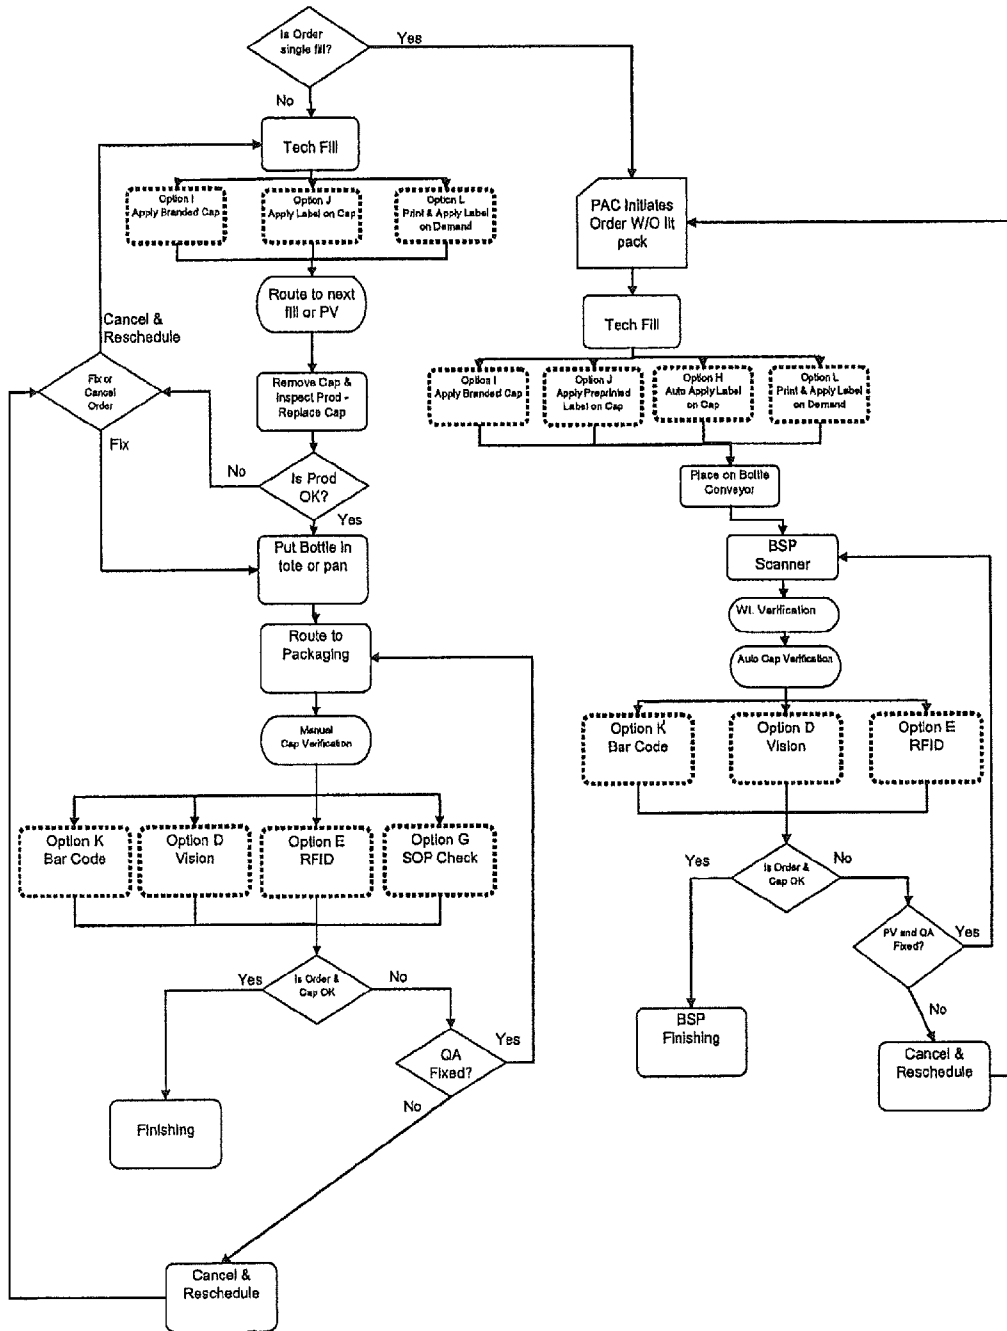 Is Order
single fill?
Yes
No
Tech Fill
Option I
Apply Branded Cap
Option J
Apply Label on Cap
Option L
Print & Apply Label
on Demand
Route to next
fill or PV
Cancel &
Reschedule
Fix or
Cancel
Order
Fix
Remove Cap &
Inspect Prod -
Replace Cap
No
Is Prod
OK?
Yes
Put Bottle in
tote or pan
Route to
Packaging
Manual
Cap Verification
Option K
Bar Code
Option D
Vision
Option E
RFID
Option G
SOP Check
Yes
Is Order &
Cap OK
No
QA
Fixed?
Yes
No
Finishing
Cancel &
Reschedule
PAC Initiates
Order W/O lit
pack
Tech Fill
Option I
Apply Branded Cap
Option J
Apply Preprinted
Label on Cap
Option H
Auto Apply Label
on Cap
Option L
Print & Apply Label
on Demand
Place on Bottle
Conveyor
BSP
Scanner
Wt. Verification
Auto Cap Verification
Option K
Bar Code
Option D
Vision
Option E
RFID
Yes
Is Order &
Cap OK
No
PV and QA
Fixed?
Yes
No
BSP
Finishing
Cancel &
Reschedule